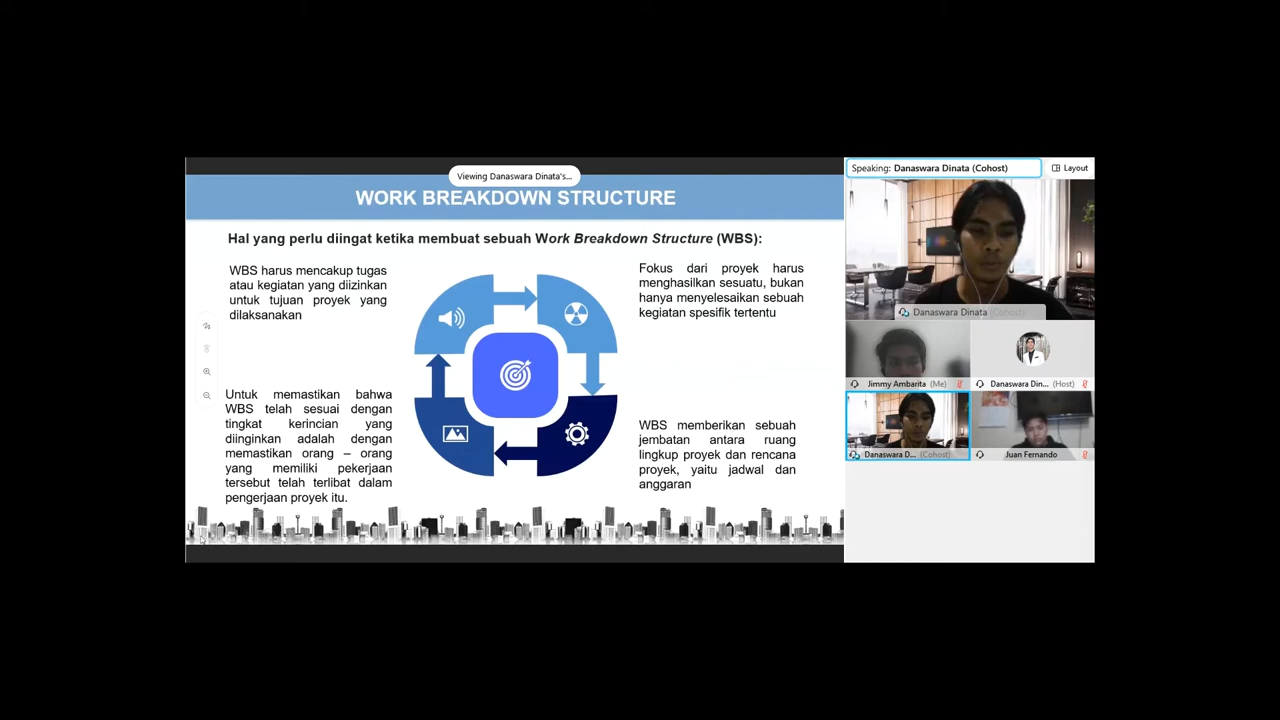 Viewing Danaswara Dinata's...
WORK BREAKDOWN STRUCTURE
Hal yang perlu diingat ketika membuat sebuah Work Breakdown Structure (WBS):
WBS harus mencakup tugas
atau kegiatan yang diizinkan
untuk tujuan proyek yang
dilaksanakan
Fokus dari proyek harus
menghasilkan sesuatu, bukan
hanya menyelesaikan sebuah
kegiatan spesifik tertentu
Untuk memastikan bahwa
WBS telah sesuai dengan
tingkat kerincian yang
diinginkan adalah dengan
memastikan orang – orang
yang memiliki pekerjaan
tersebut telah terlibat dalam
pengerjaan proyek itu.
WBS memberikan sebuah
jembatan antara ruang
lingkup proyek dan rencana
proyek, yaitu jadwal dan
anggaran
Speaking: Danaswara Dinata (Cohost)
Layout
Danaswara Dinata (Cohost)
Jimmy Ambarita (Me)
Danaswara Din... (Host)
Danaswara D... (Cohost)
Juan Fernando